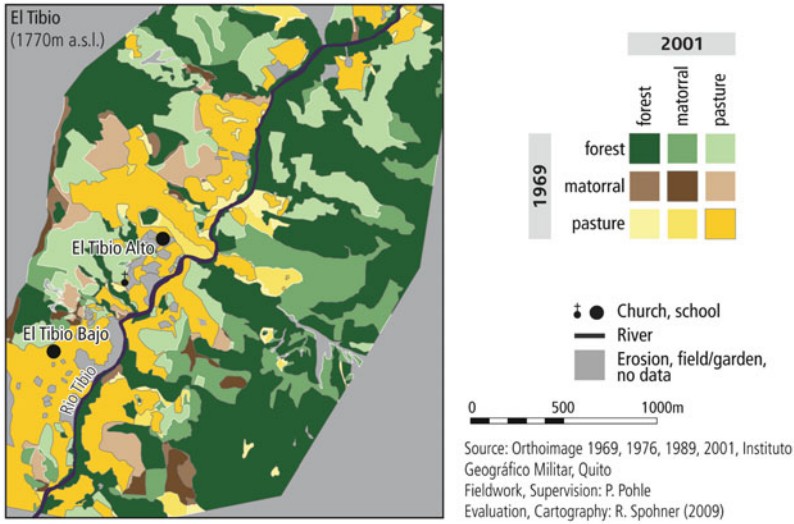 El Tibio
(1770m a.s.l.)
El Tibio Alto
El Tibio Bajo
Rio Tibio
2001
forest
matorral
pasture
1969
forest
matorral
pasture
Church, school
River
Erosion, field/garden,
no data
0 500 1000m
Source: Orthoimage 1969, 1976, 1989, 2001, Instituto
Geográfico Militar, Quito
Fieldwork, Supervision: P. Pohle
Evaluation, Cartography: R. Spohner (2009)